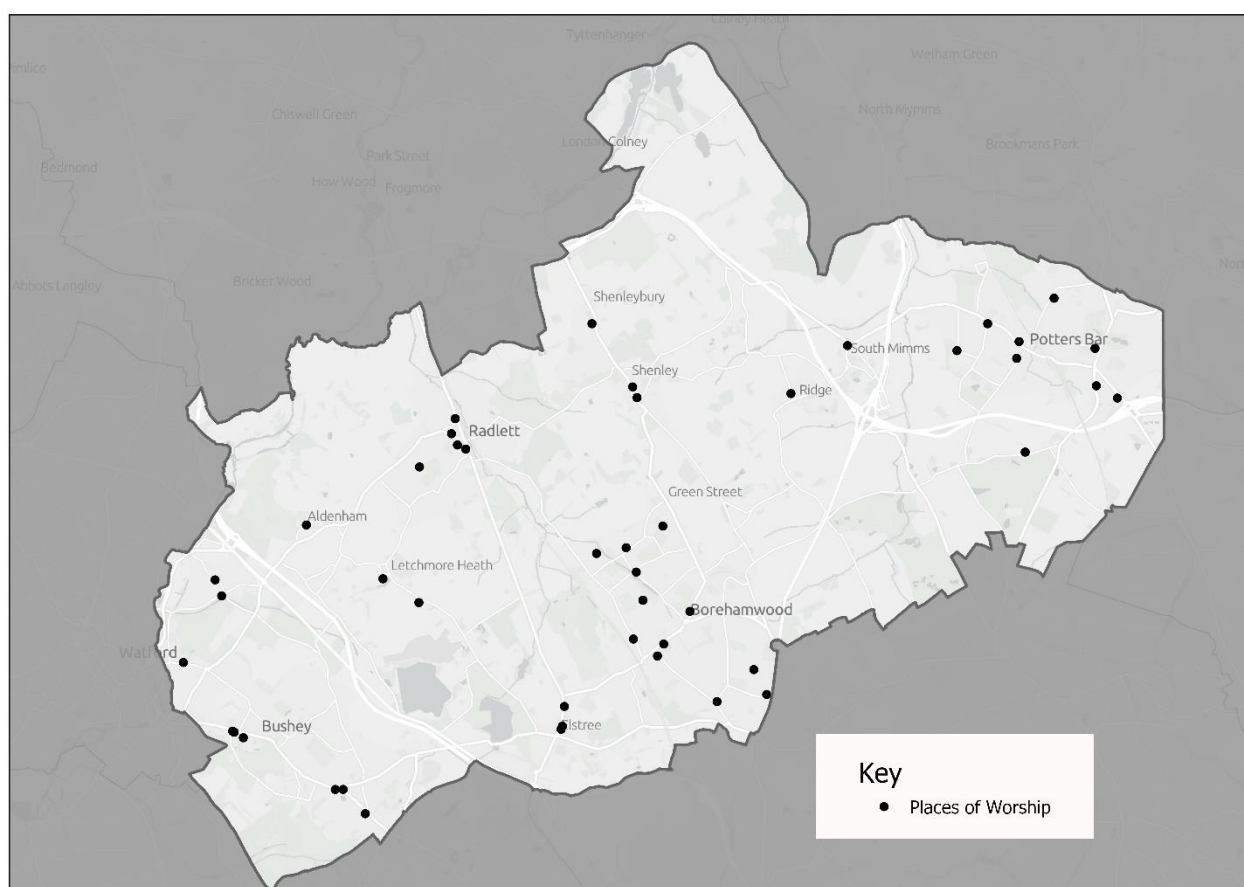 Colney Heath
Tyttenhanger
Welham Green
Chiswell Green
North Mymms
London Colney
Park Street
Brookmans Park
Bedmond
How Wood
Frogmore
Bricket Wood
Abbots Langley
Shenleybury
Potters Bar
South Mimms
Shenley
Ridge
Radlett
Green Street
Aldenham
Letchmore Heath
Borehamwood
Watford
Elstree
Bushey
Key
Places of Worship